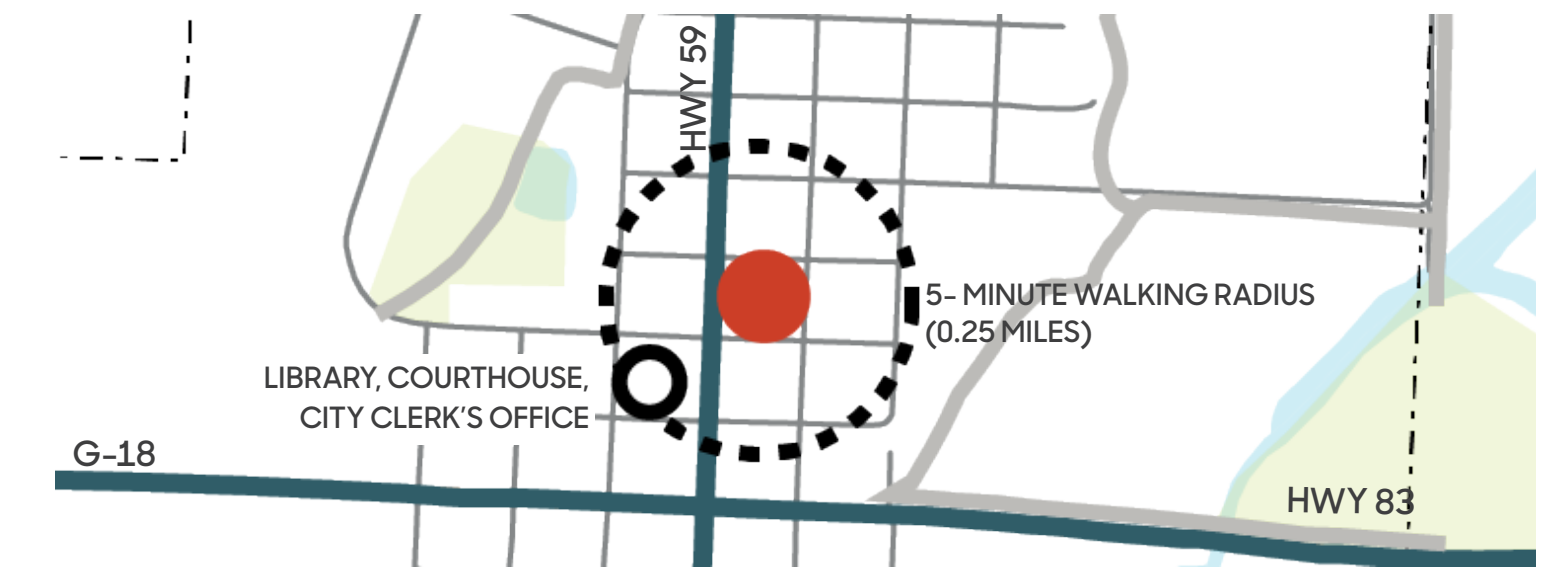 HWY 59
5- MINUTE WALKING RADIUS
(0.25 MILES)
LIBRARY, COURTHOUSE,
CITY CLERK'S OFFICE
G-18
HWY 83